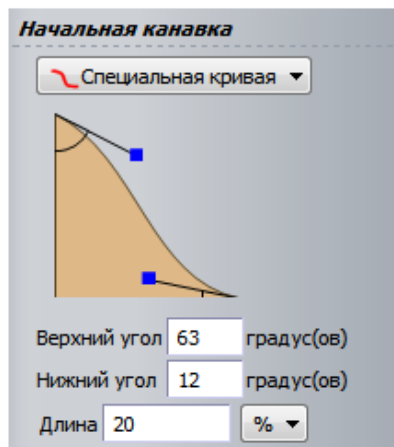 Начальная канавка
Специальная кривая
Верхний угол 63 градус(ов)
Нижний угол 12 градус(ов)
Длина 20 %